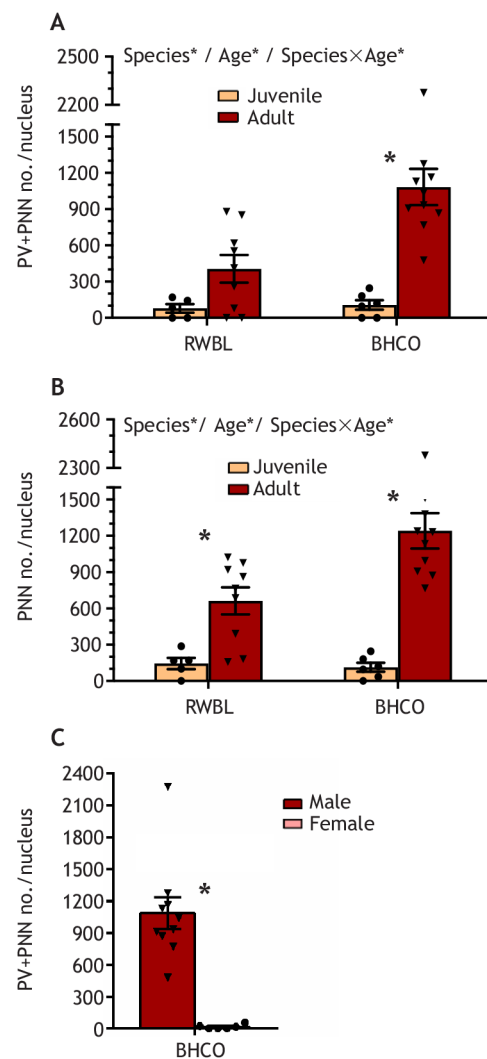 A
Species* / Age* / Species×Age*
2500
2200
1500
1200
900
600
300
0
PV+PNN no./nucleus
Juvenile
Adult
*
RWBL
BHCO
B
Species*/ Age*/ Species×Age*
2600
2300
1500
1200
900
600
300
0
PNN no./nucleus
Juvenile
Adult
*
*
RWBL
BHCO
C
2400
2100
1800
1500
1200
900
600
300
0
PV+PNN no./nucleus
Male
Female
*
BHCO